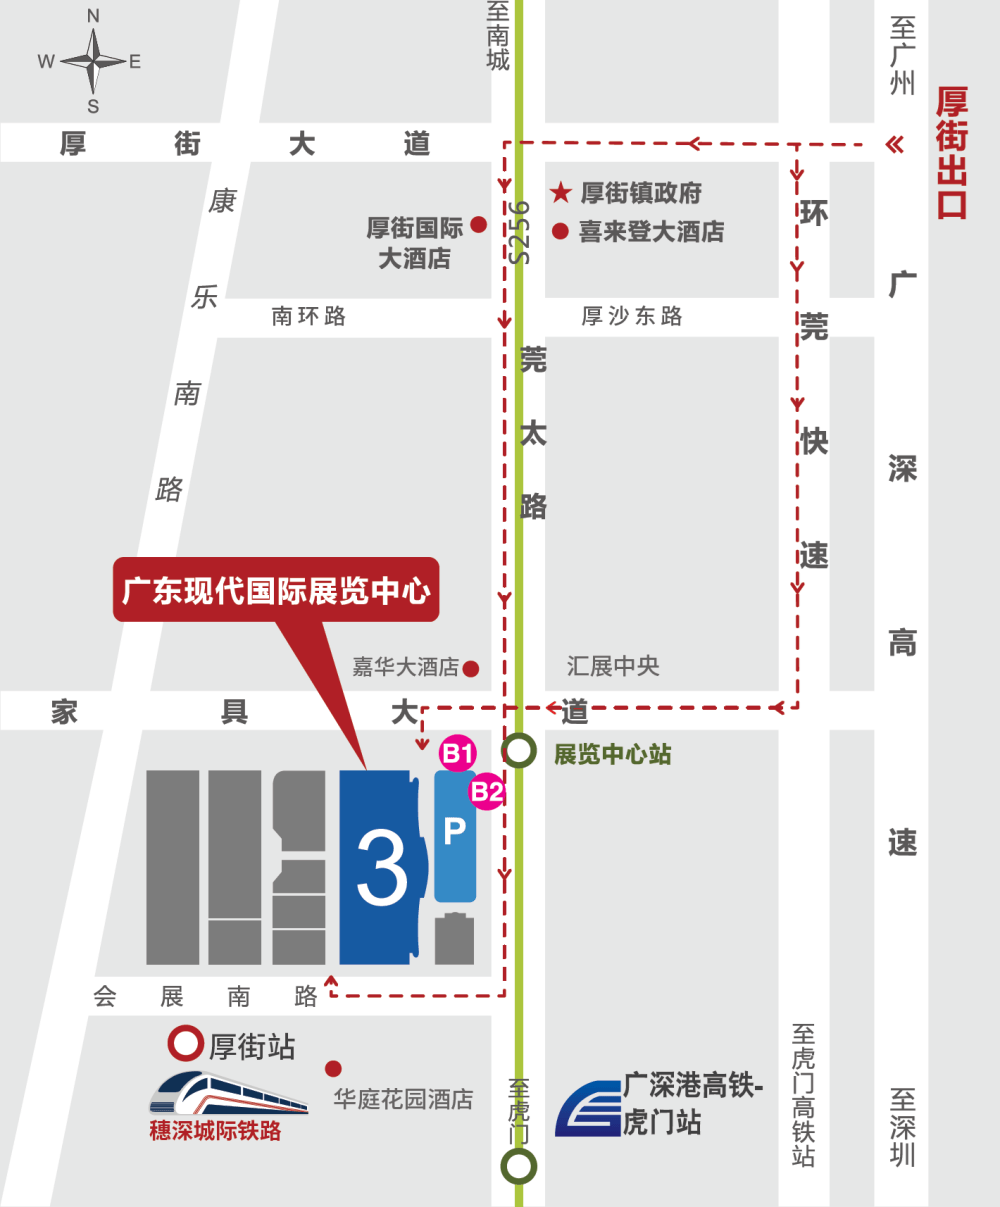 N
W E
S
至南城
至广州
厚街出口
厚街大道
康乐南路
厚街镇政府
喜来登大酒店
厚街国际
大酒店
S256
环莞快速
广深高速
南环路
厚沙东路
莞太路
广东现代国际展览中心
嘉华大酒店
汇展中央
家具大道
B1
展览中心站
B2
P
3
会展南路
厚街站
穗深城际铁路
华庭花园酒店
至虎门
广深港高铁-
虎门站
至虎门高铁站
至深圳